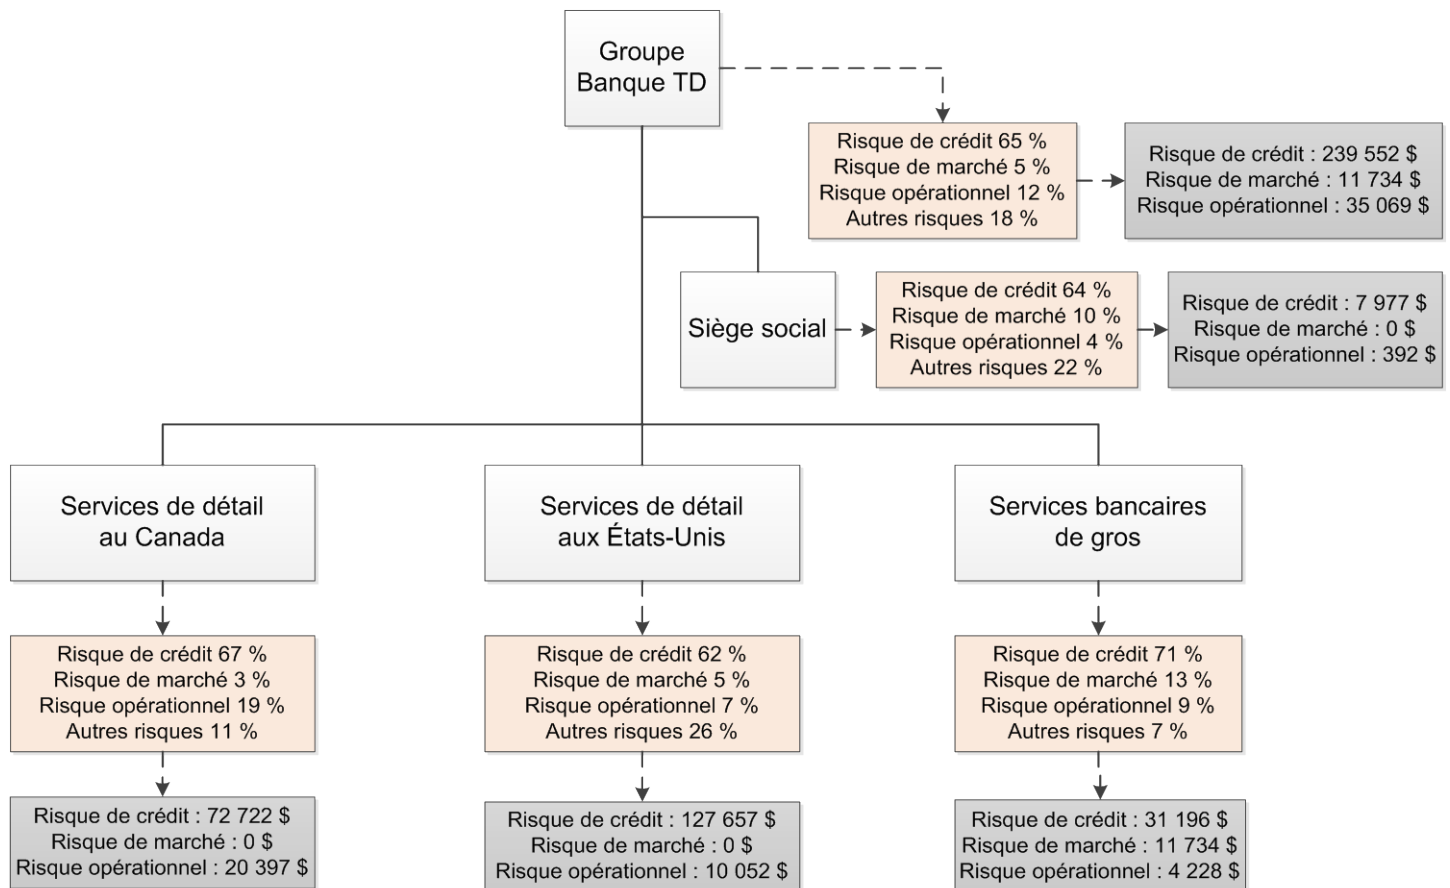 Groupe
Banque TD
Risque de crédit 65 %
Risque de marché 5 %
Risque opérationnel 12 %
Autres risques 18 %
Risque de crédit : 239 552 $
Risque de marché : 11 734 $
Risque opérationnel : 35 069 $
Siège social
Risque de crédit 64 %
Risque de marché 10 %
Risque opérationnel 4 %
Autres risques 22 %
Risque de crédit : 7 977 $
Risque de marché : 0 $
Risque opérationnel : 392 $
Services de détail
au Canada
Services de détail
aux États-Unis
Services bancaires
de gros
Risque de crédit 67 %
Risque de marché 3 %
Risque opérationnel 19 %
Autres risques 11 %
Risque de crédit 62 %
Risque de marché 5 %
Risque opérationnel 7 %
Autres risques 26 %
Risque de crédit 71 %
Risque de marché 13 %
Risque opérationnel 9 %
Autres risques 7 %
Risque de crédit : 72 722 $
Risque de marché : 0 $
Risque opérationnel : 20 397 $
Risque de crédit : 127 657 $
Risque de marché : 0 $
Risque opérationnel : 10 052 $
Risque de crédit : 31 196 $
Risque de marché : 11 734 $
Risque opérationnel : 4 228 $